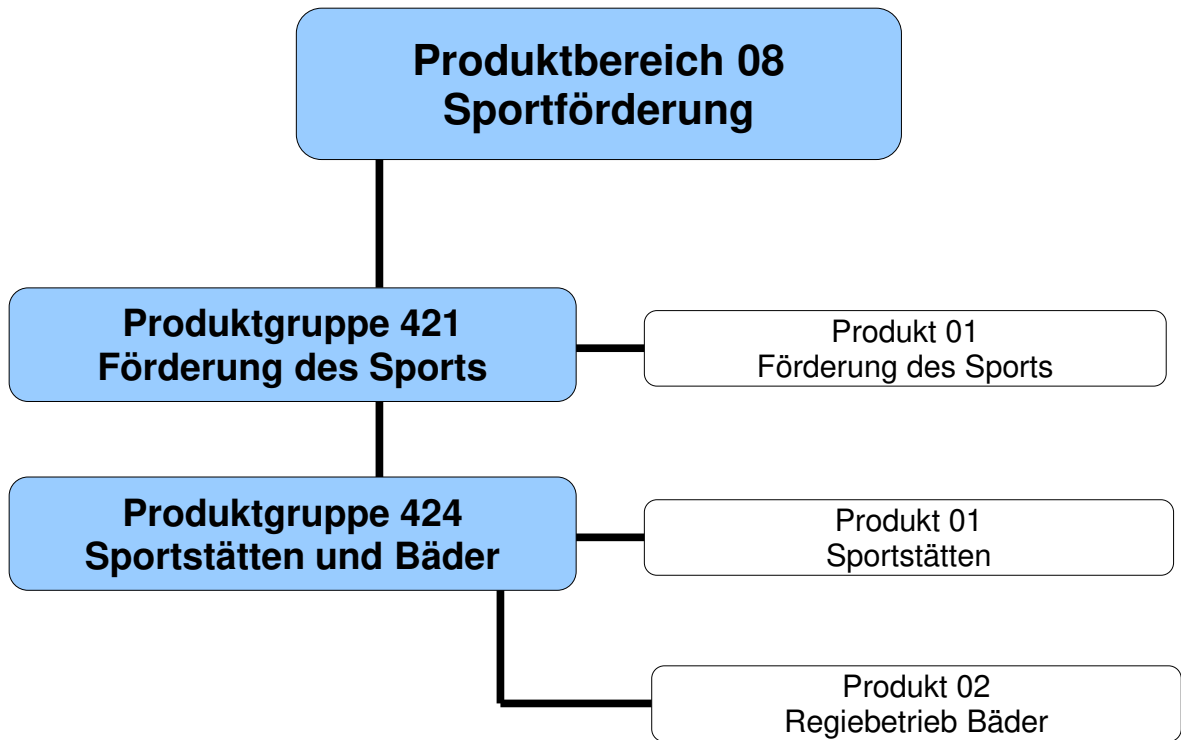 Produktbereich 08
Sportförderung
Produktgruppe 421
Förderung des Sports
Produkt 01
Förderung des Sports
Produktgruppe 424
Sportstätten und Bäder
Produkt 01
Sportstätten
Produkt 02
Regiebetrieb Bäder